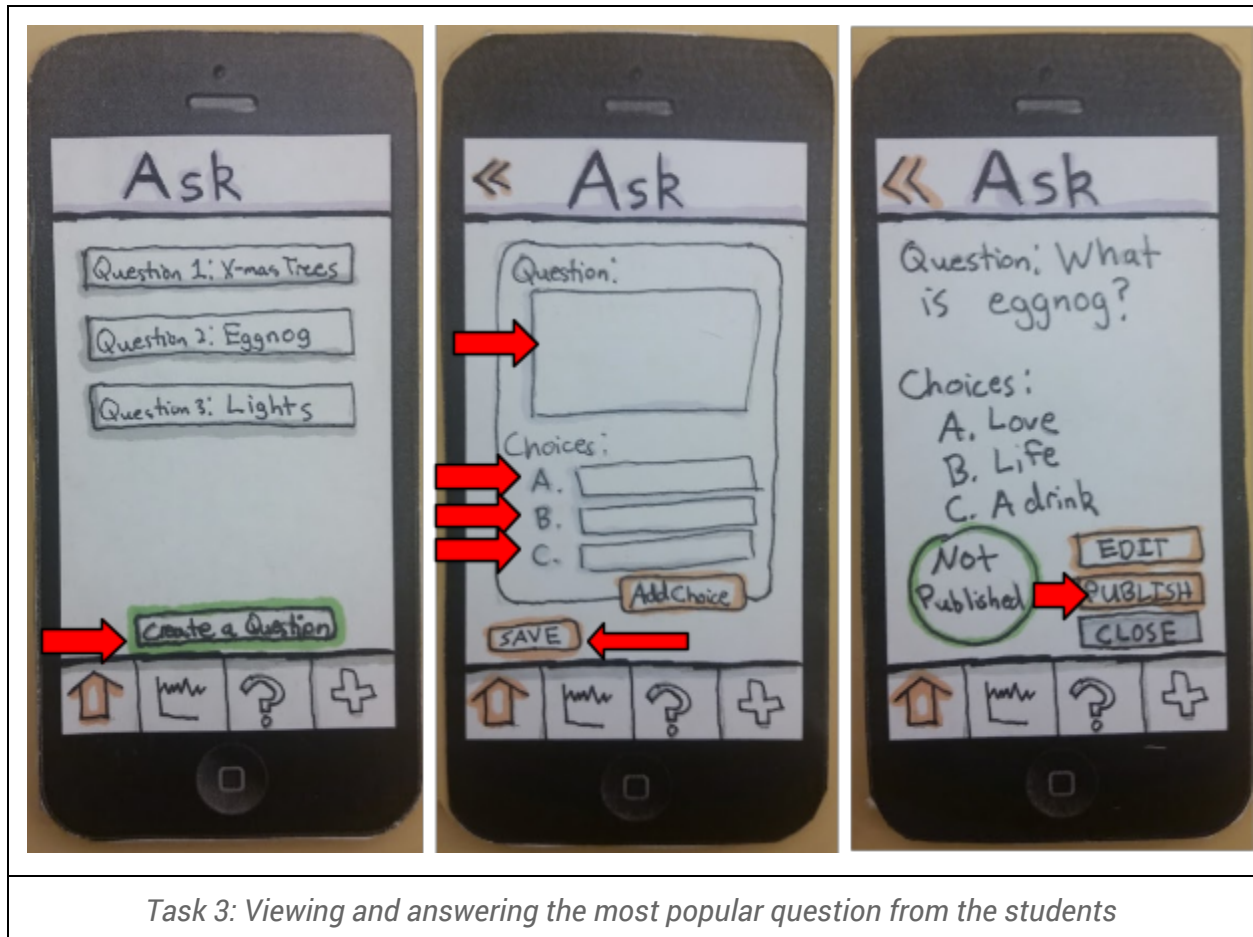 Ask
Question 1: X-mas Trees
Question 2: Eggnog
Question 3: Lights
Create a Question
Ask
Question:
Choices:
A.
B.
C.
Add Choice
SAVE
Ask
Question: What
is eggnog?
Choices:
A. Love
B. Life
C. A drink
Not
Published
EDIT
PUBLISH
CLOSE
Task 3: Viewing and answering the most popular question from the students